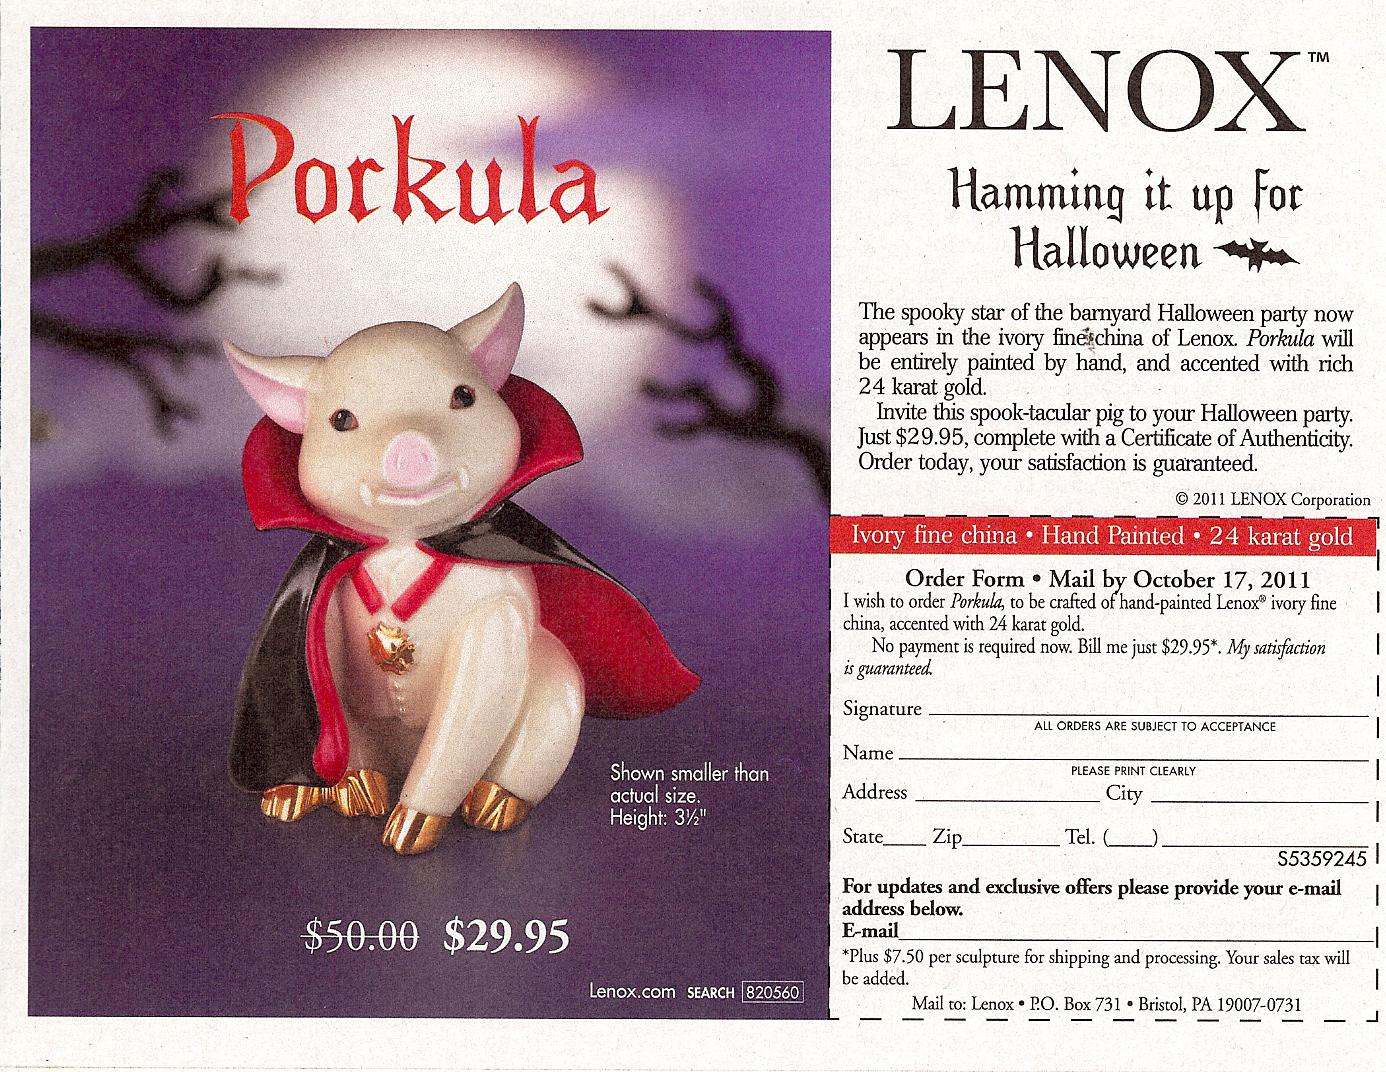 Porkula
Shown smaller than
actual size.
Height: 3½"
$50.00 $29.95
Lenox.com SEARCH 820560
LENOX™
Hamming it up for
Halloween
The spooky star of the barnyard Halloween party now
appears in the ivory fine china of Lenox. Porkula will
be entirely painted by hand, and accented with rich
24 karat gold.
Invite this spook-tacular pig to your Halloween party.
Just $29.95, complete with a Certificate of Authenticity.
Order today, your satisfaction is guaranteed.
© 2011 LENOX Corporation
Ivory fine china • Hand Painted • 24 karat gold
Order Form • Mail by October 17, 2011
I wish to order Porkula, to be crafted of hand-painted Lenox® ivory fine
china, accented with 24 karat gold.
No payment is required now. Bill me just $29.95*. My satisfaction
is guaranteed.
Signature
ALL ORDERS ARE SUBJECT TO ACCEPTANCE
Name
PLEASE PRINT CLEARLY
Address City
State Zip Tel. ( )
S5359245
For updates and exclusive offers please provide your e-mail
address below.
E-mail
*Plus $7.50 per sculpture for shipping and processing. Your sales tax will
be added.
Mail to: Lenox • P.O. Box 731 • Bristol, PA 19007-0731